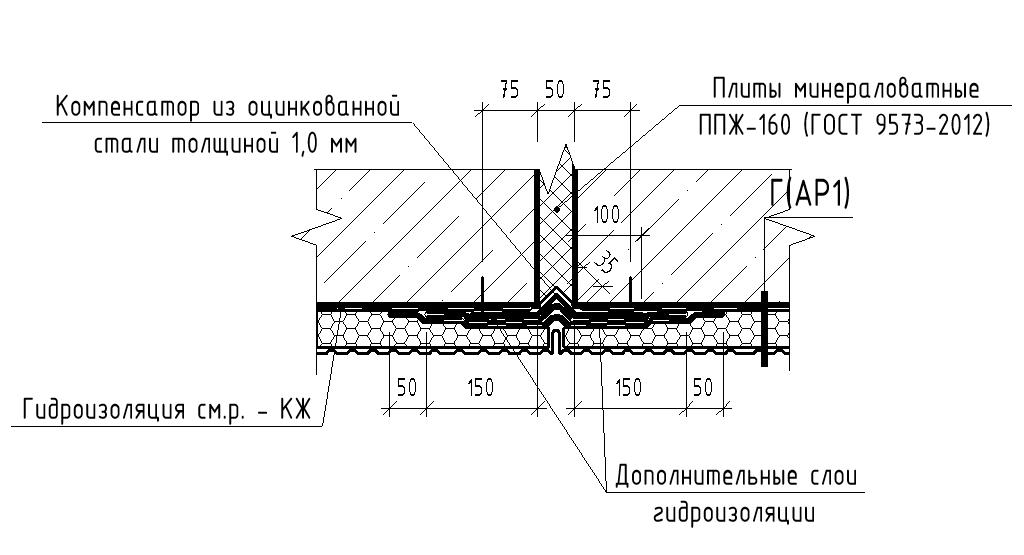 75 50 75
Компенсатор из оцинкованной
стали толщиной 1,0 мм
Плиты минераловатные
ППЖ-160 (ГОСТ 9573-2012)
Г(АР1)
100
35
50 150 150 50
Гидроизоляция см.р. - КЖ
Дополнительные слои
гидроизоляции